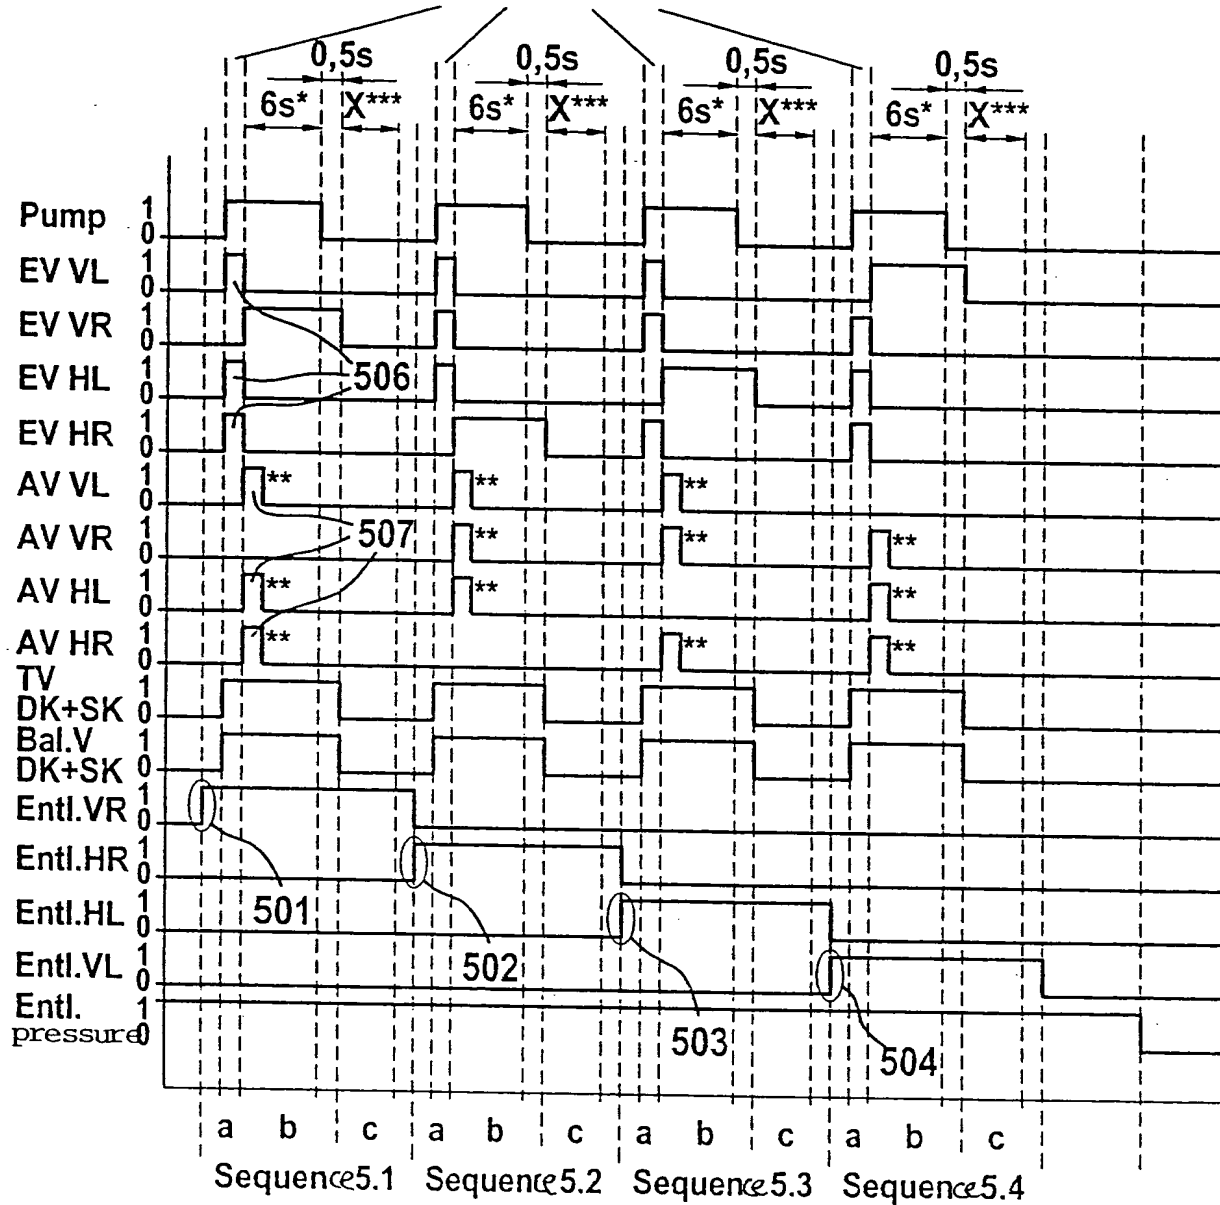 0,5s 0,5s 0,5s 0,5s
6s* X*** 6s* X*** 6s* X*** 6s* X***
Pump 1 0
EV VL 1 0
EV VR 1 0
EV HL 1 0
506
EV HR 1 0
AV VL 1 0 ** ** **
507
AV VR 1 0 ** ** **
AV HL 1 0 ** ** **
AV HR 1 0 ** ** **
TV
DK+SK 1 0
Bal.V
DK+SK 1 0
Entl.VR 1 0
Entl.HR 1 0
501
Entl.HL 1 0
502
Entl.VL 1 0
Entl.
pressure 1 0
503
504
a b c a b c a b c a b c
Sequence5.1 Sequence5.2 Sequence5.3 Sequence5.4